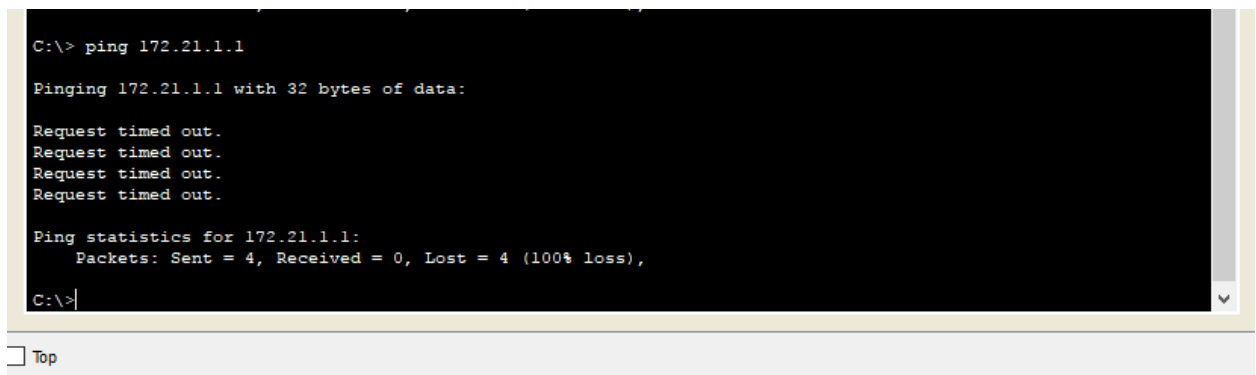 C:\> ping 172.21.1.1
Pinging 172.21.1.1 with 32 bytes of data:
Request timed out.
Request timed out.
Request timed out.
Request timed out.
Ping statistics for 172.21.1.1:
Packets: Sent = 4, Received = 0, Lost = 4 (100% loss),
C:\>
Top